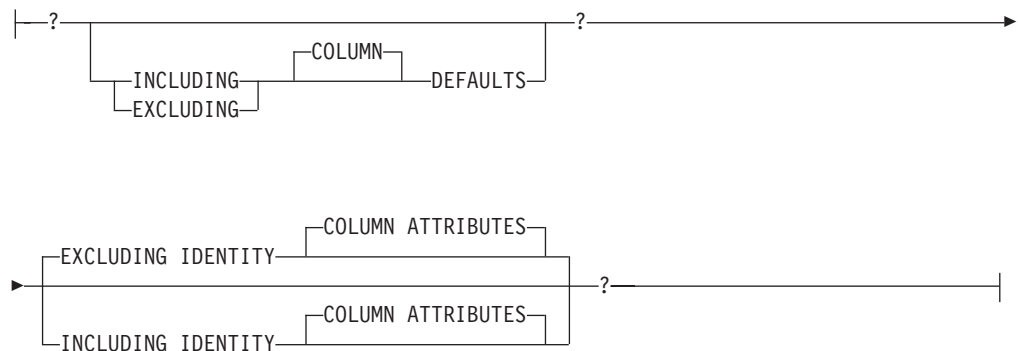 ? ?
COLUMN
INCLUDING DEFAULTS
EXCLUDING
COLUMN ATTRIBUTES
EXCLUDING IDENTITY
?
COLUMN ATTRIBUTES
INCLUDING IDENTITY